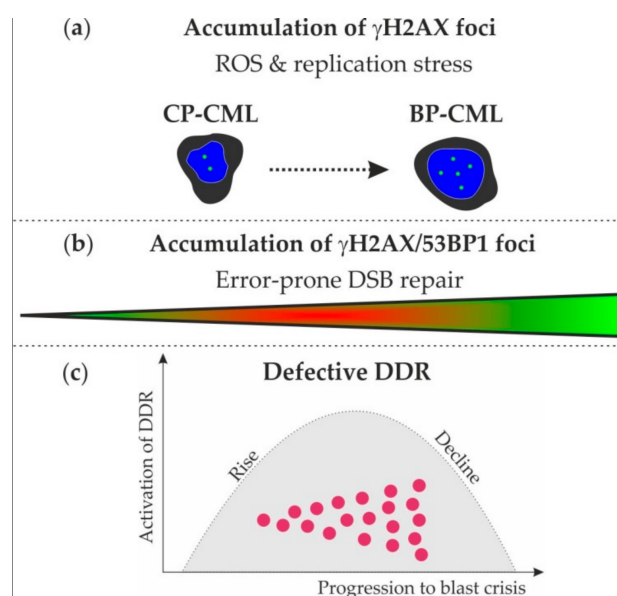 (a) Accumulation of γH2AX foci
ROS & replication stress
CP-CML BP-CML
(b) Accumulation of γH2AX/53BP1 foci
Error-prone DSB repair
(c) Defective DDR
Activation of DDR
Rise
Decline
Progression to blast crisis